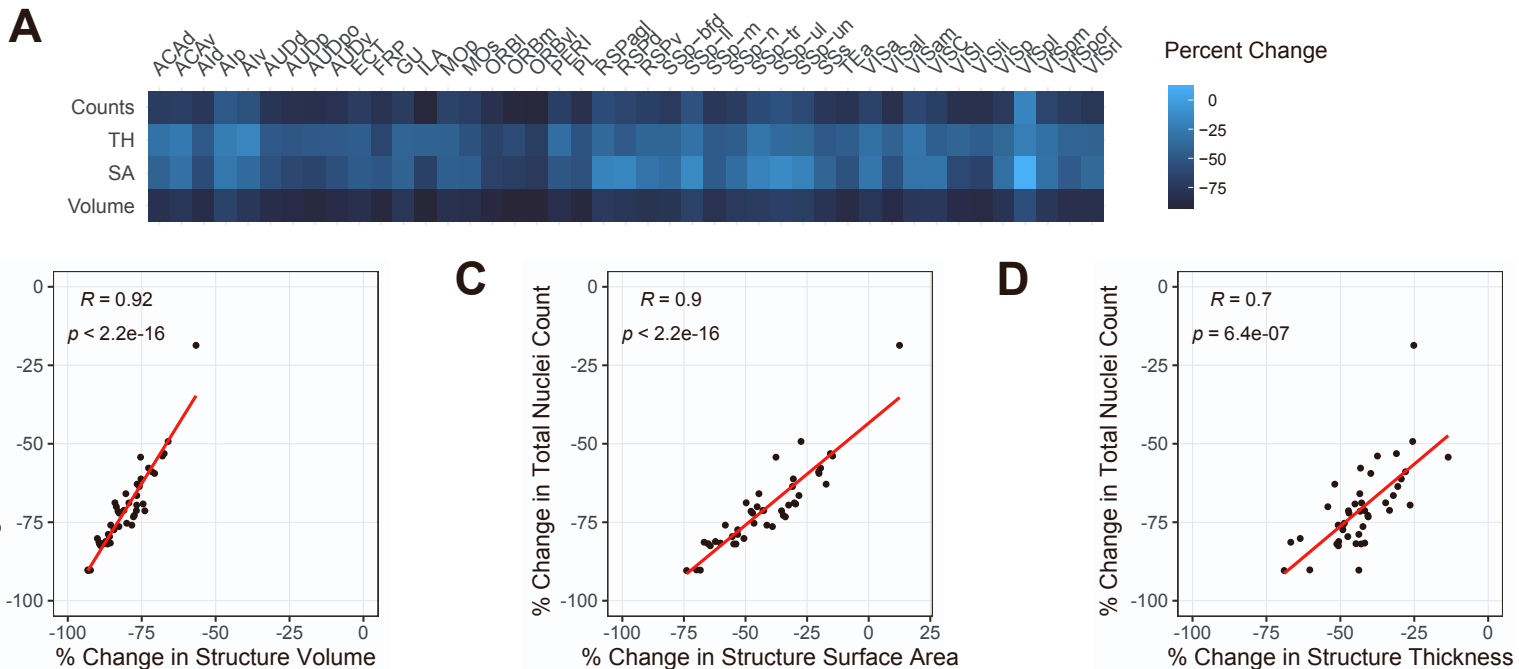 A
ACAd ACAv AId AIp AIv AUDd AUDp AUDpo AUDv ECT FRP GU ILA MOp MOs ORBl ORBm ORBvl PERI PL RSPagl RSPd RSPv SSp-bfd SSp-ll SSp-m SSp-n SSp-tr SSp-ul SSp-un SSs TEa VISa VISal VISam VISC VISl VISli VISp VISpl VISpm VISpor VISrl
Counts
TH
SA
Volume
Percent Change
0
−25
−50
−75
0
-25
-50
-75
-100
R = 0.92
p < 2.2e-16
-100 -75 -50 -25 0
% Change in Structure Volume
C
% Change in Total Nuclei Count
0
-25
-50
-75
-100
R = 0.9
p < 2.2e-16
-100 -75 -50 -25 0 25
% Change in Structure Surface Area
D
% Change in Total Nuclei Count
0
-25
-50
-75
-100
R = 0.7
p = 6.4e-07
-100 -75 -50 -25 0
% Change in Structure Thickness